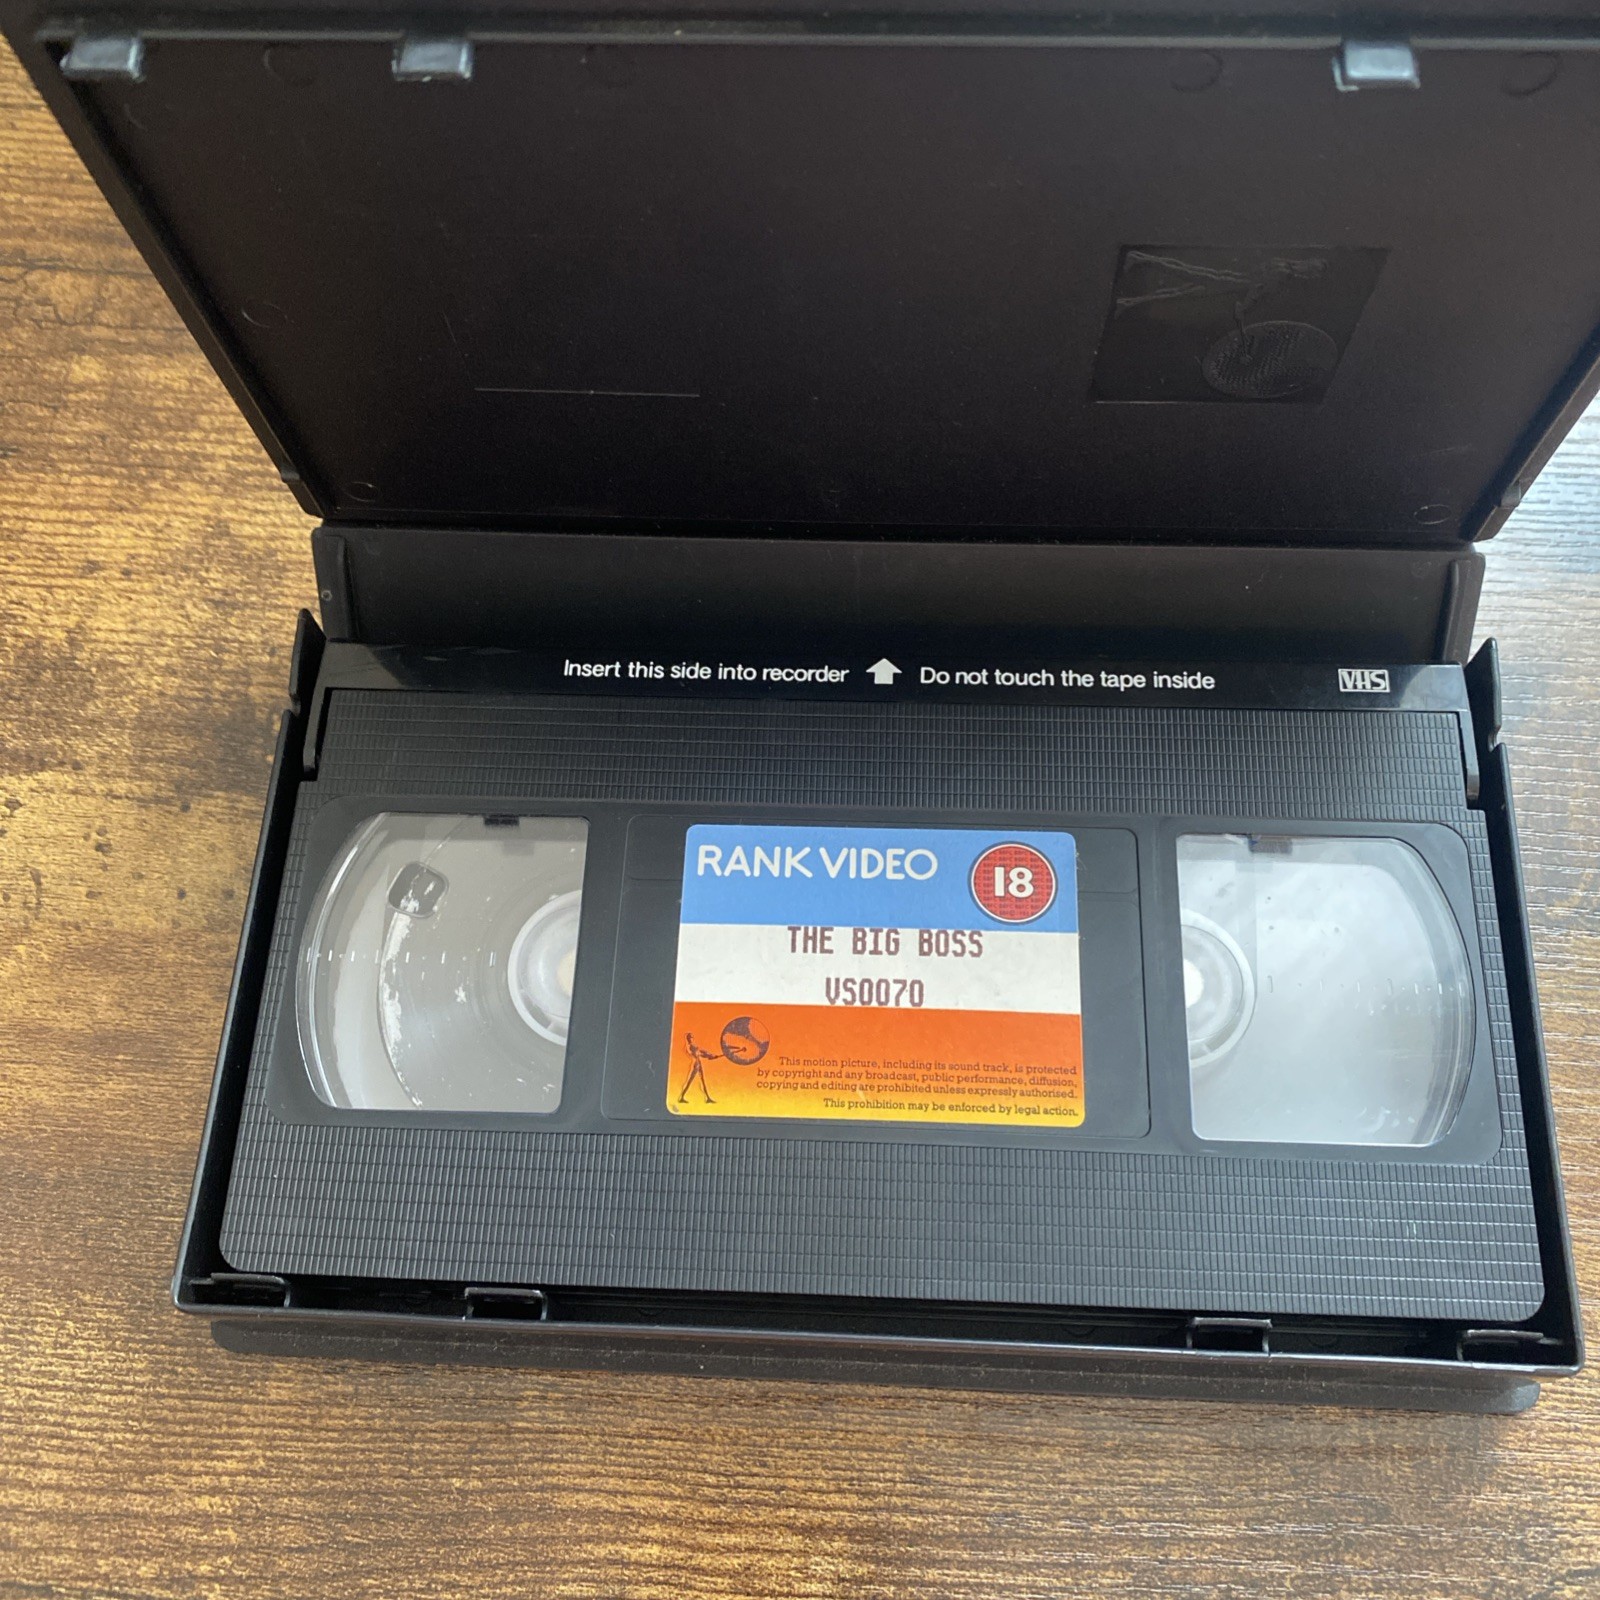 Insert this side into recorder Do not touch the tape inside VHS
RANK VIDEO 18
THE BIG BOSS
VS0070
This motion picture, including its sound track, is protected
by copyright and any broadcast, public performance, diffusion,
copying and editing are prohibited unless expressly authorised.
This prohibition may be enforced by legal action.